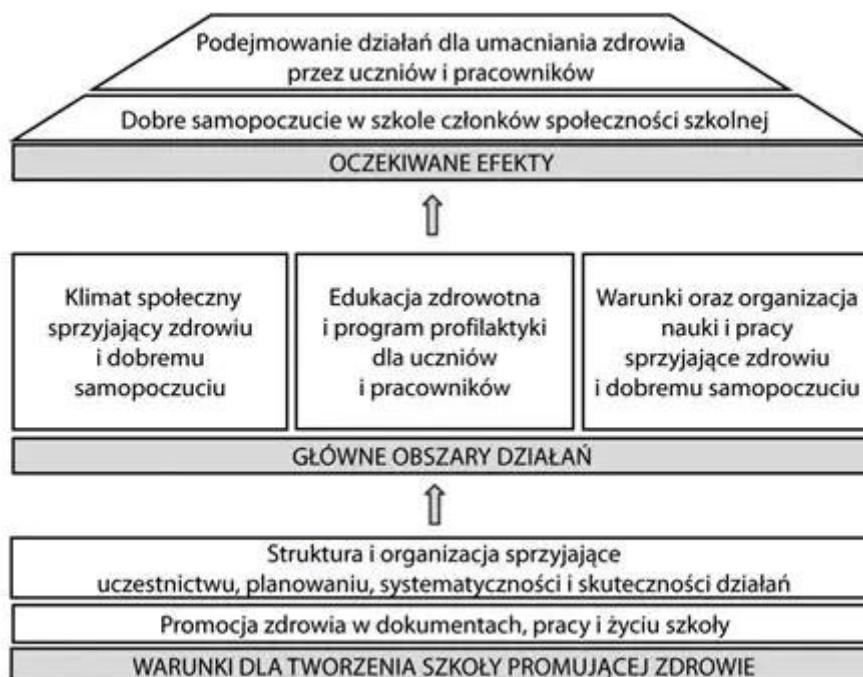 Podejmowanie działań dla umacniania zdrowia
przez uczniów i pracowników
Dobre samopoczucie w szkole członków społeczności szkolnej
OCZEKIWANE EFEKTY
Klimat społeczny
sprzyjający zdrowiu
i dobremu
samopoczuciu
Edukacja zdrowotna
i program profilaktyki
dla uczniów
i pracowników
Warunki oraz organizacja
nauki i pracy
sprzyjające zdrowiu
i dobremu samopoczuciu
GŁÓWNE OBSZARY DZIAŁAŃ
Struktura i organizacja sprzyjające
uczestnictwu, planowaniu, systematyczności i skuteczności działań
Promocja zdrowia w dokumentach, pracy i życiu szkoły
WARUNKI DLA TWORZENIA SZKOŁY PROMUJĄCEJ ZDROWIE